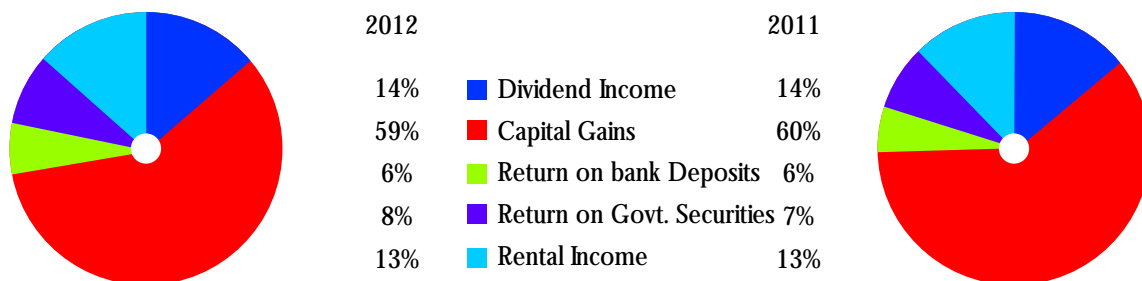 2012 2011
14% Dividend Income 14%
59% Capital Gains 60%
6% Return on bank Deposits 6%
8% Return on Govt. Securities 7%
13% Rental Income 13%